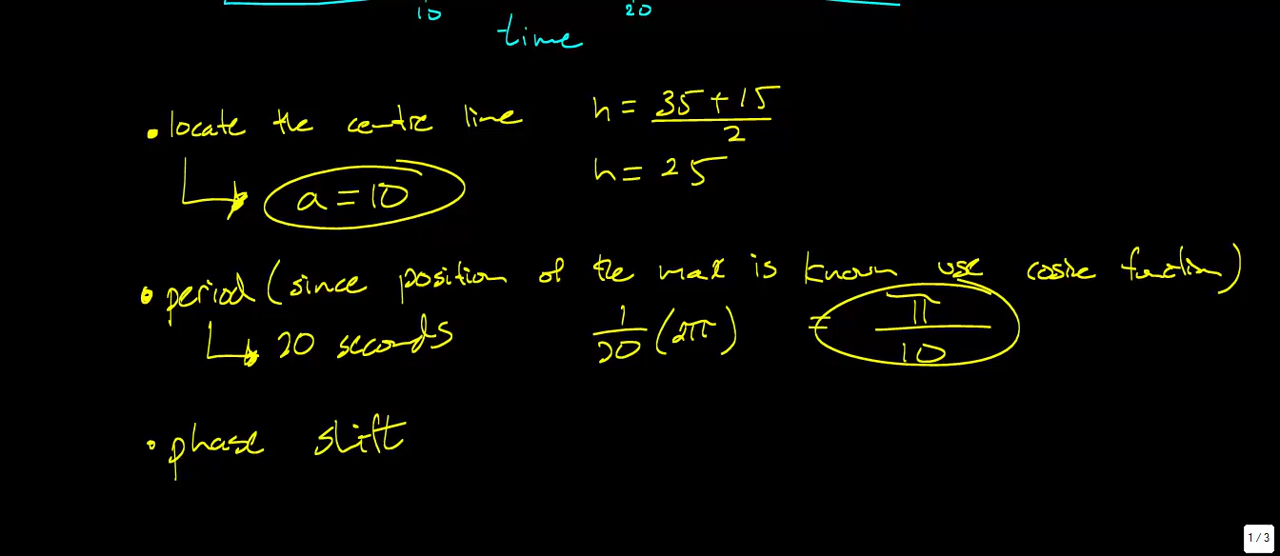 10 20
time
• locate the centre line h = 35 + 15 / 2
a = 10 h = 25
• period (since position of the max is known use cosine function)
20 seconds 1/20 (2π) = π/10
• phase shift
1 / 3